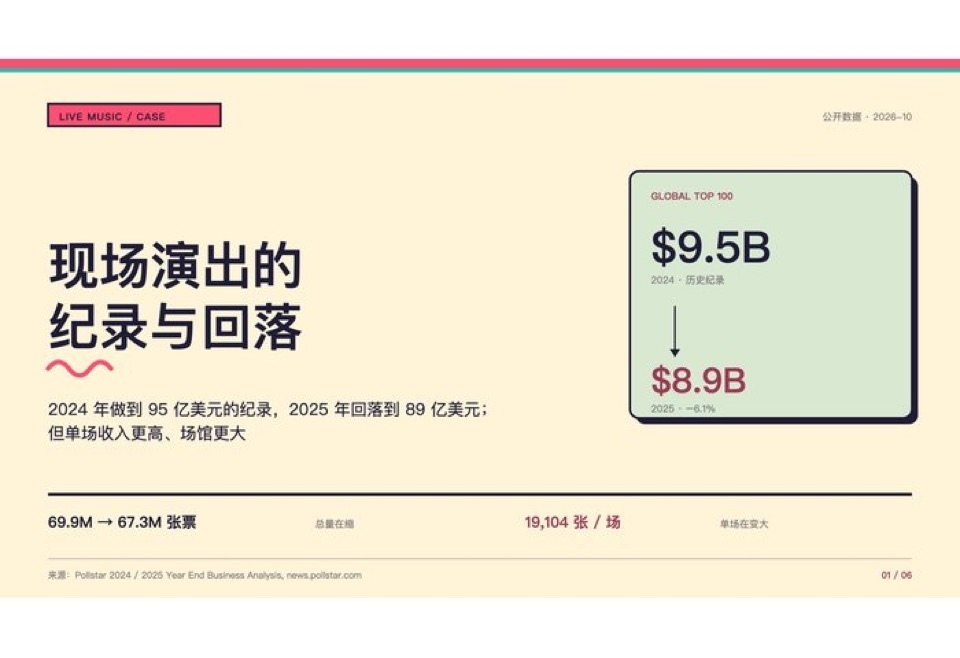 LIVE MUSIC / CASE
公开数据 · 2026-10
GLOBAL TOP 100
$9.5B
2024 · 历史纪录
$8.9B
2025 · −6.1%
现场演出的
纪录与回落
2024 年做到 95 亿美元的纪录，2025 年回落到 89 亿美元；
但单场收入更高、场馆更大
69.9M → 67.3M 张票
总量在缩
19,104 张 / 场
单场在变大
来源：Pollstar 2024 / 2025 Year End Business Analysis, news.pollstar.com
01 / 06